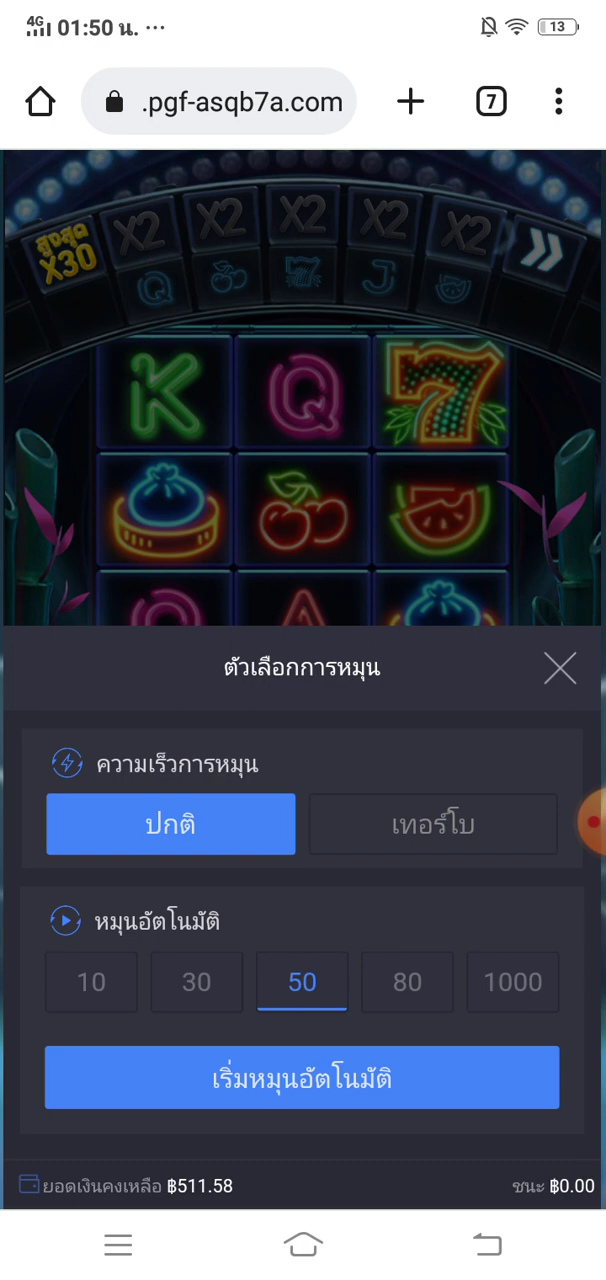 4G 01:50 น. ... 13
.pgf-asqb7a.com 7
สูงสุด
X30 X2 X2 X2 X2 X2
Q 7 J
K Q 7
Q A
ตัวเลือกการหมุน
ความเร็วการหมุน
ปกติ เทอร์โบ
หมุนอัตโนมัติ
10 30 50 80 1000
เริ่มหมุนอัตโนมัติ
ยอดเงินคงเหลือ ฿511.58 ชนะ ฿0.00